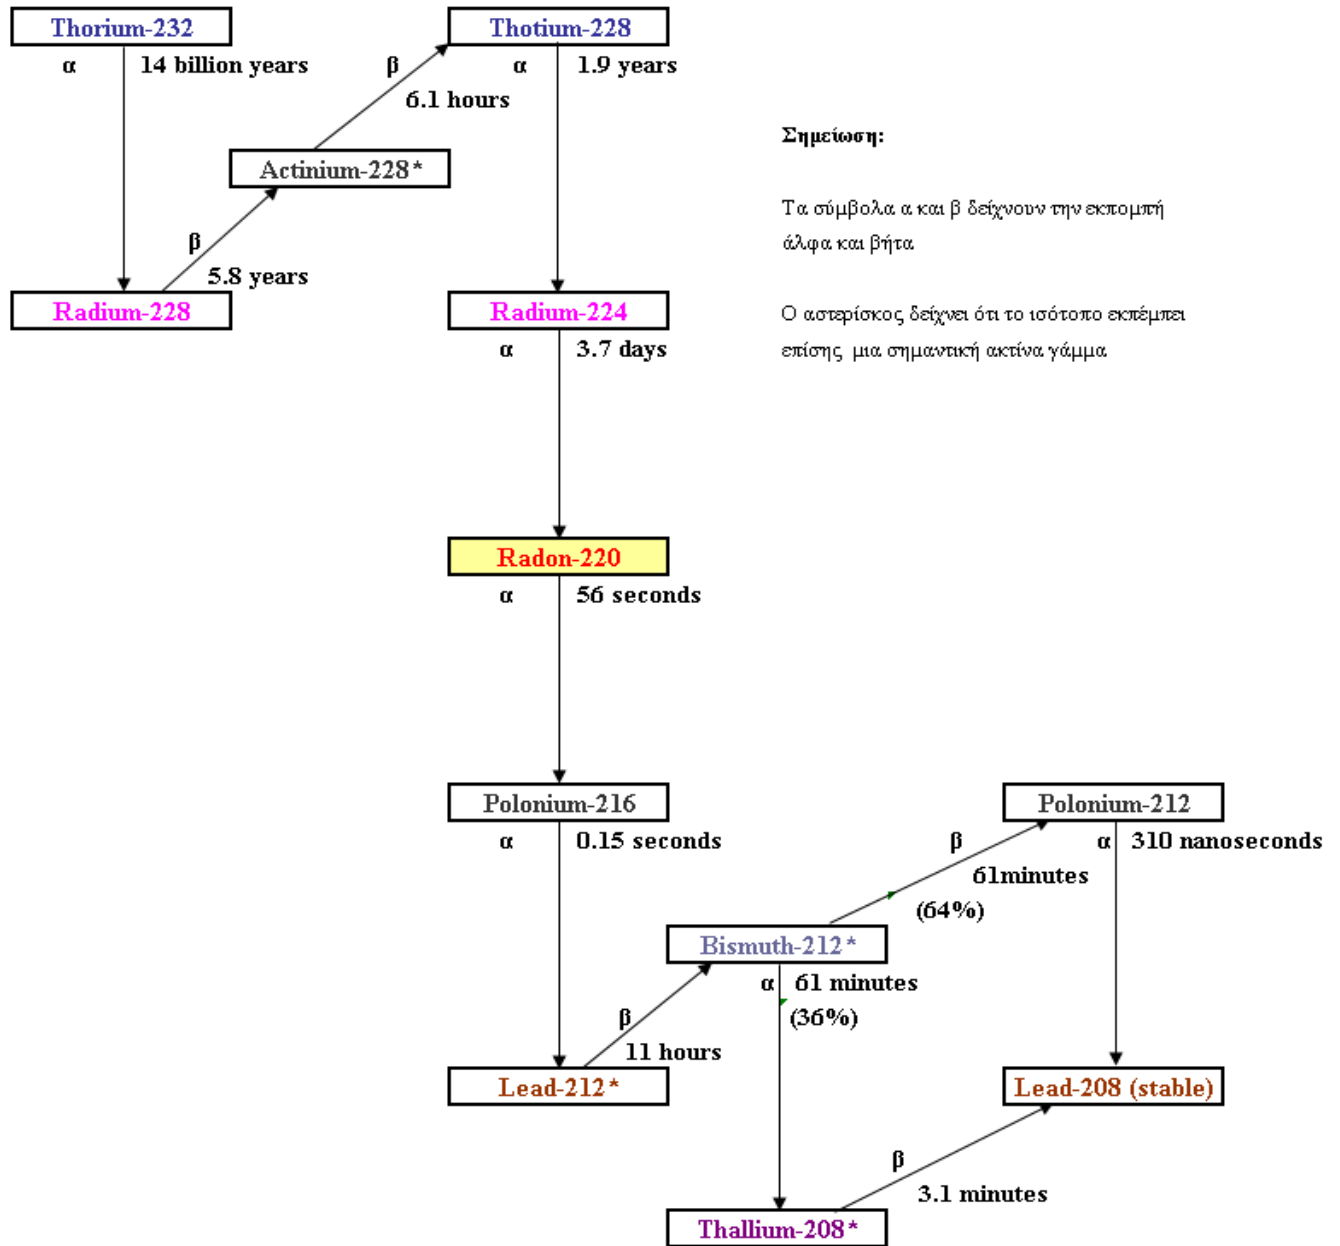 Thorium-232
Thotium-228
α 14 billion years
β
α 1.9 years
6.1 hours
Σημείωση:
Actinium-228*
Τα σύμβολα α και β δείχνουν την εκπομπή
άλφα και βήτα
β
5.8 years
Radium-228
Radium-224
Ο αστερίσκος δείχνει ότι το ισότοπο εκπέμπει
επίσης μια σημαντική ακτίνα γάμμα
α 3.7 days
Radon-220
α 56 seconds
Polonium-216
Polonium-212
α 0.15 seconds
β
α 310 nanoseconds
61minutes
(64%)
Bismuth-212*
α 61 minutes
(36%)
β
11 hours
Lead-212*
Lead-208 (stable)
β
3.1 minutes
Thallium-208*